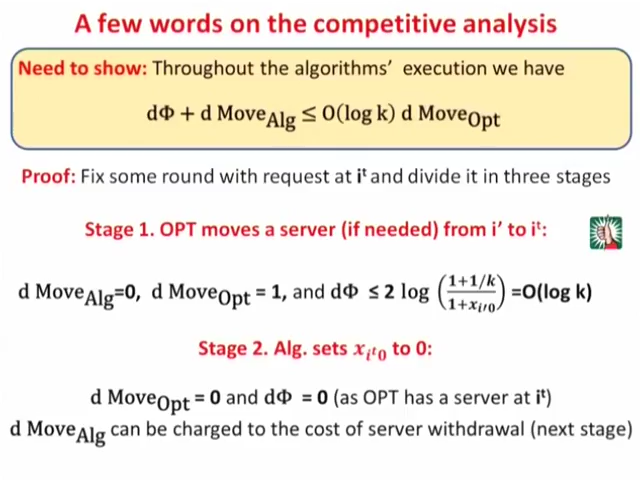 A few words on the competitive analysis
Need to show: Throughout the algorithms' execution we have
dΦ + d Move_Alg ≤ O(log k) d Move_Opt
Proof: Fix some round with request at i^t and divide it in three stages
Stage 1. OPT moves a server (if needed) from i' to i^t:
d Move_Alg=0, d Move_Opt = 1, and dΦ ≤ 2 log (1+1/k / 1+x_i'0) =O(log k)
Stage 2. Alg. sets x_i^t0 to 0:
d Move_Opt = 0 and dΦ = 0 (as OPT has a server at i^t)
d Move_Alg can be charged to the cost of server withdrawal (next stage)